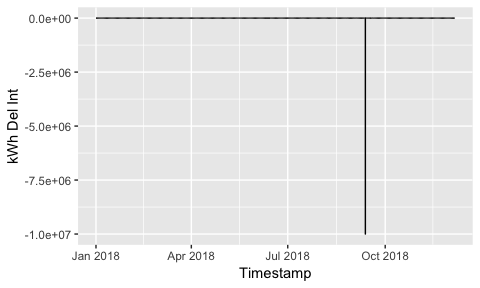 kWh Del Int
0.0e+00
-2.5e+06
-5.0e+06
-7.5e+06
-1.0e+07
Jan 2018 Apr 2018 Jul 2018 Oct 2018
Timestamp